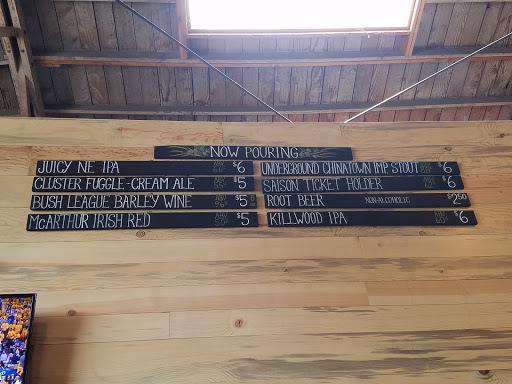 NOW POURING
JUICY NE IPA $6
CLUSTER FUGGLE-CREAM ALE $5
BUSH LEAGUE BARLEY WINE $5
McARTHUR IRISH RED $5
UNDERGROUND CHINATOWN IMP STOUT $6
SAISON TICKET HOLDER $6
ROOT BEER NON-ALCOHOLIC $2.50
KILLWOOD IPA $6